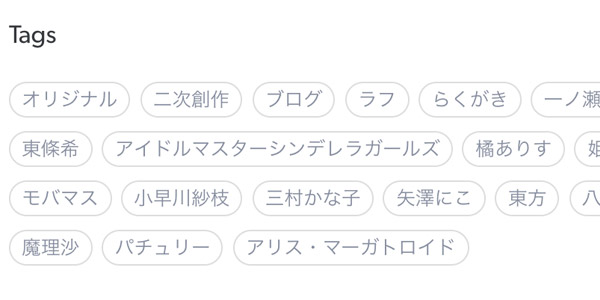 Tags
オリジナル 二次創作 ブログ ラフ らくがき 一ノ瀬
東條希 アイドルマスターシンデレラガールズ 橘ありす
モバマス 小早川紗枝 三村かな子 矢澤にこ 東方 八
魔理沙 パチュリー アリス・マーガトロイド